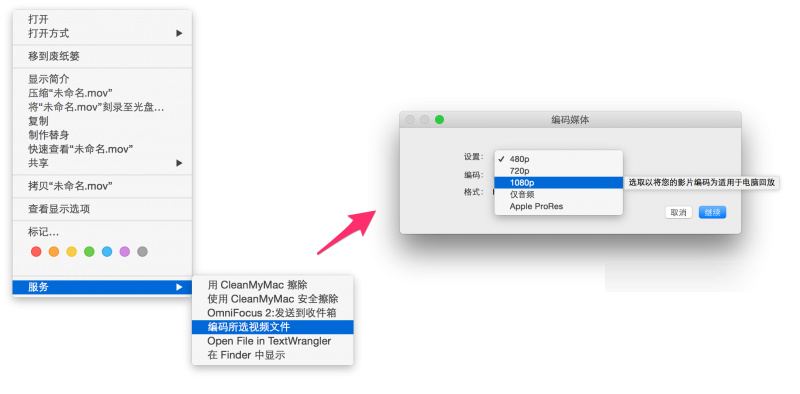 打开
打开方式
移到废纸篓
显示简介
压缩“未命名.mov”
将“未命名.mov”刻录至光盘…
复制
制作替身
快速查看“未命名.mov”
共享
拷贝“未命名.mov”
查看显示选项
标记…
服务
用 CleanMyMac 擦除
使用 CleanMyMac 安全擦除
OmniFocus 2:发送到收件箱
编码所选视频文件
Open File in TextWrangler
在 Finder 中显示
编码媒体
设置:
480p
720p
编码:
1080p
选取以将您的影片编码为适用于电脑回放
格式:
仅音频
Apple ProRes
取消
继续